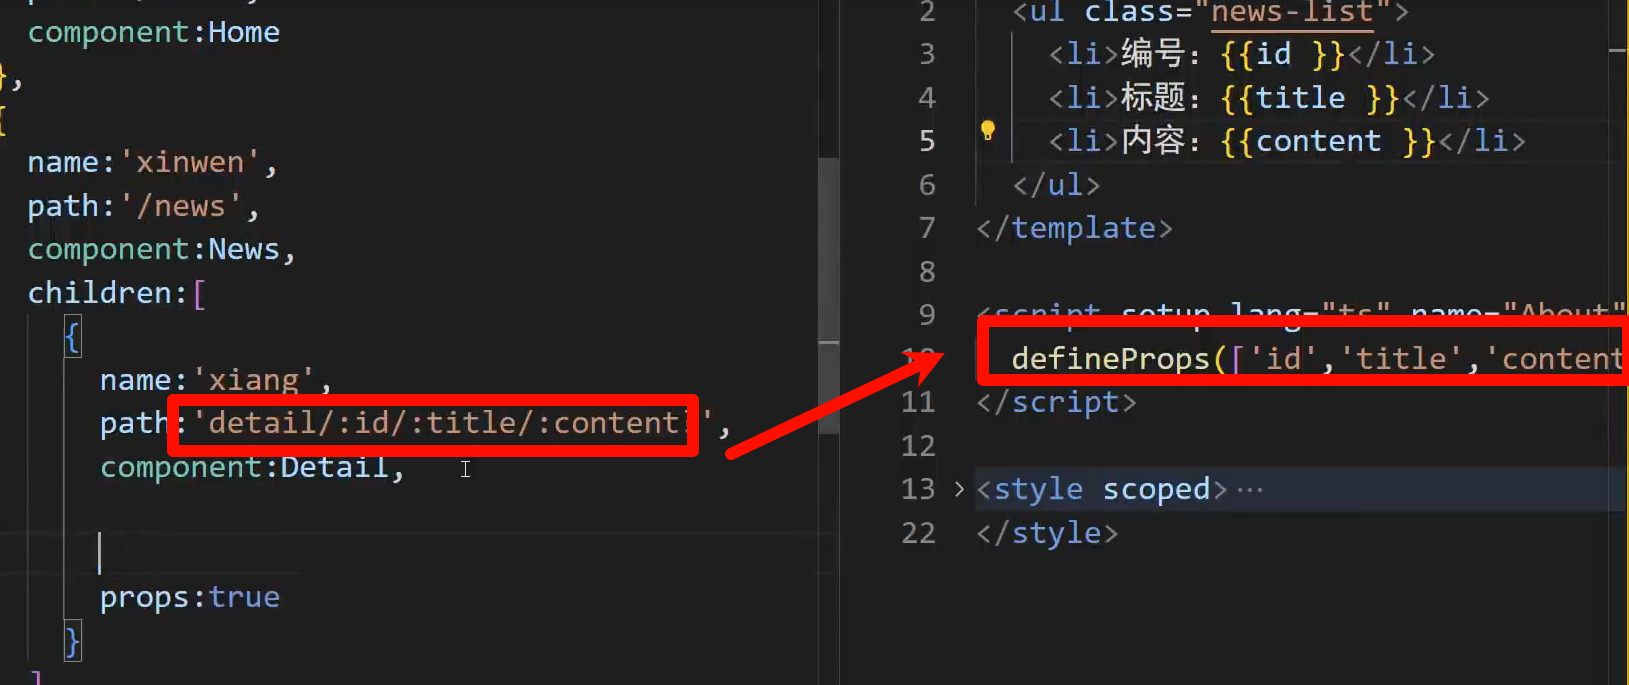 component:Home
},
{
name:'xinwen',
path:'/news',
component:News,
children:[
{
name:'xiang',
path:'detail/:id/:title/:content?',
component:Detail,
props:true
}
]
2 <ul class="news-list">
3 <li>编号：{{id }}</li>
4 <li>标题：{{title }}</li>
5 <li>内容：{{content }}</li>
6 </ul>
7 </template>
8
9 <script setup lang="ts" name="About"
10 defineProps(['id','title','content
11 </script>
12
13 <style scoped>…
22 </style>